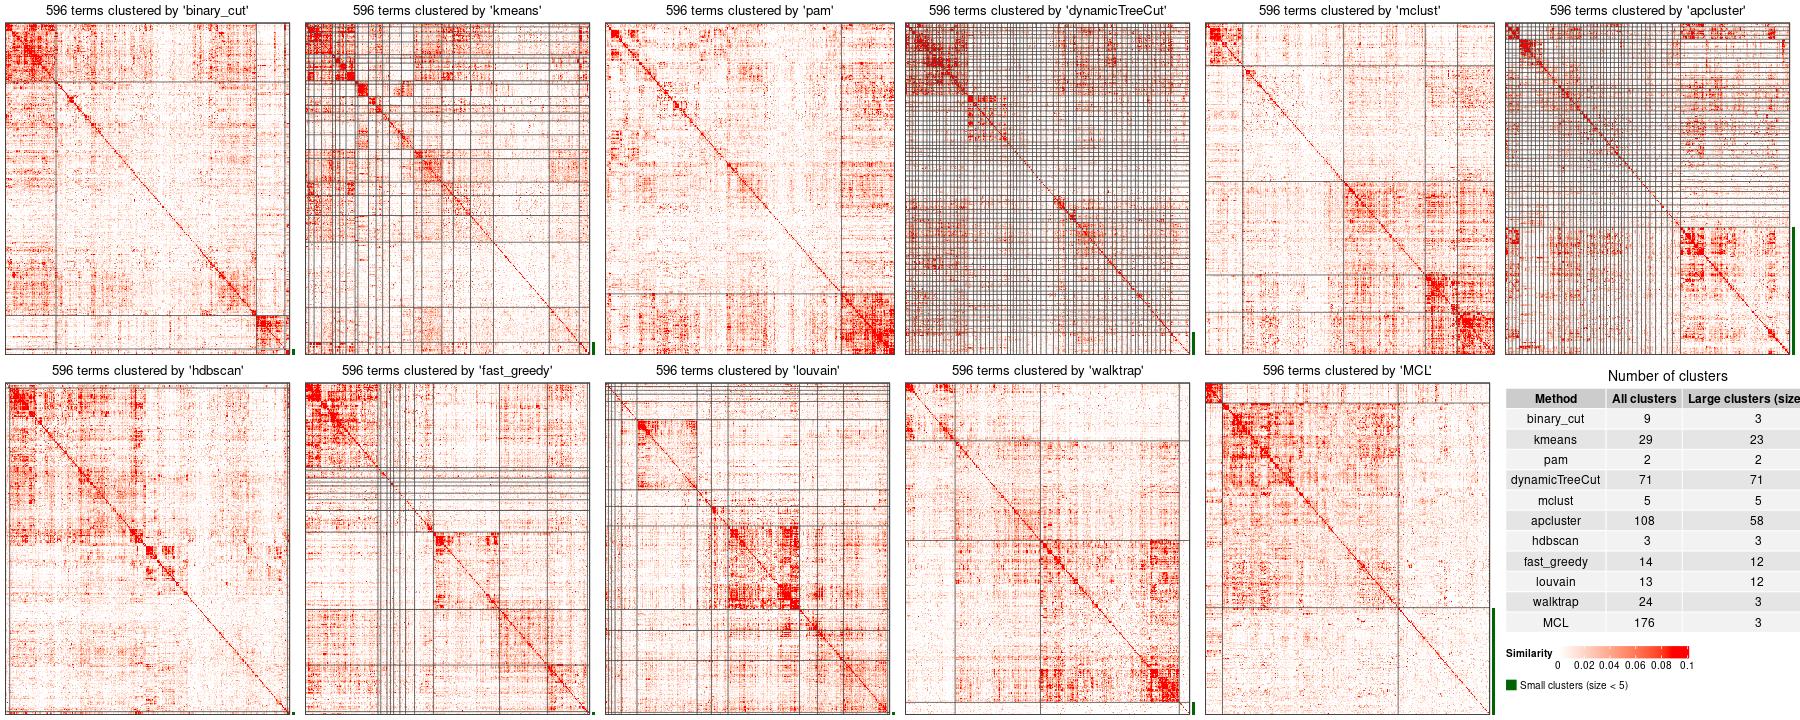 596 terms clustered by 'binary_cut'
596 terms clustered by 'kmeans'
596 terms clustered by 'pam'
596 terms clustered by 'dynamicTreeCut'
596 terms clustered by 'mclust'
596 terms clustered by 'apcluster'
596 terms clustered by 'hdbscan'
596 terms clustered by 'fast_greedy'
596 terms clustered by 'louvain'
596 terms clustered by 'walktrap'
596 terms clustered by 'MCL'
Number of clusters
Method All clusters Large clusters (size
binary_cut 9 3
kmeans 29 23
pam 2 2
dynamicTreeCut 71 71
mclust 5 5
apcluster 108 58
hdbscan 3 3
fast_greedy 14 12
louvain 13 12
walktrap 24 3
MCL 176 3
Similarity
0 0.02 0.04 0.06 0.08 0.1
Small clusters (size < 5)